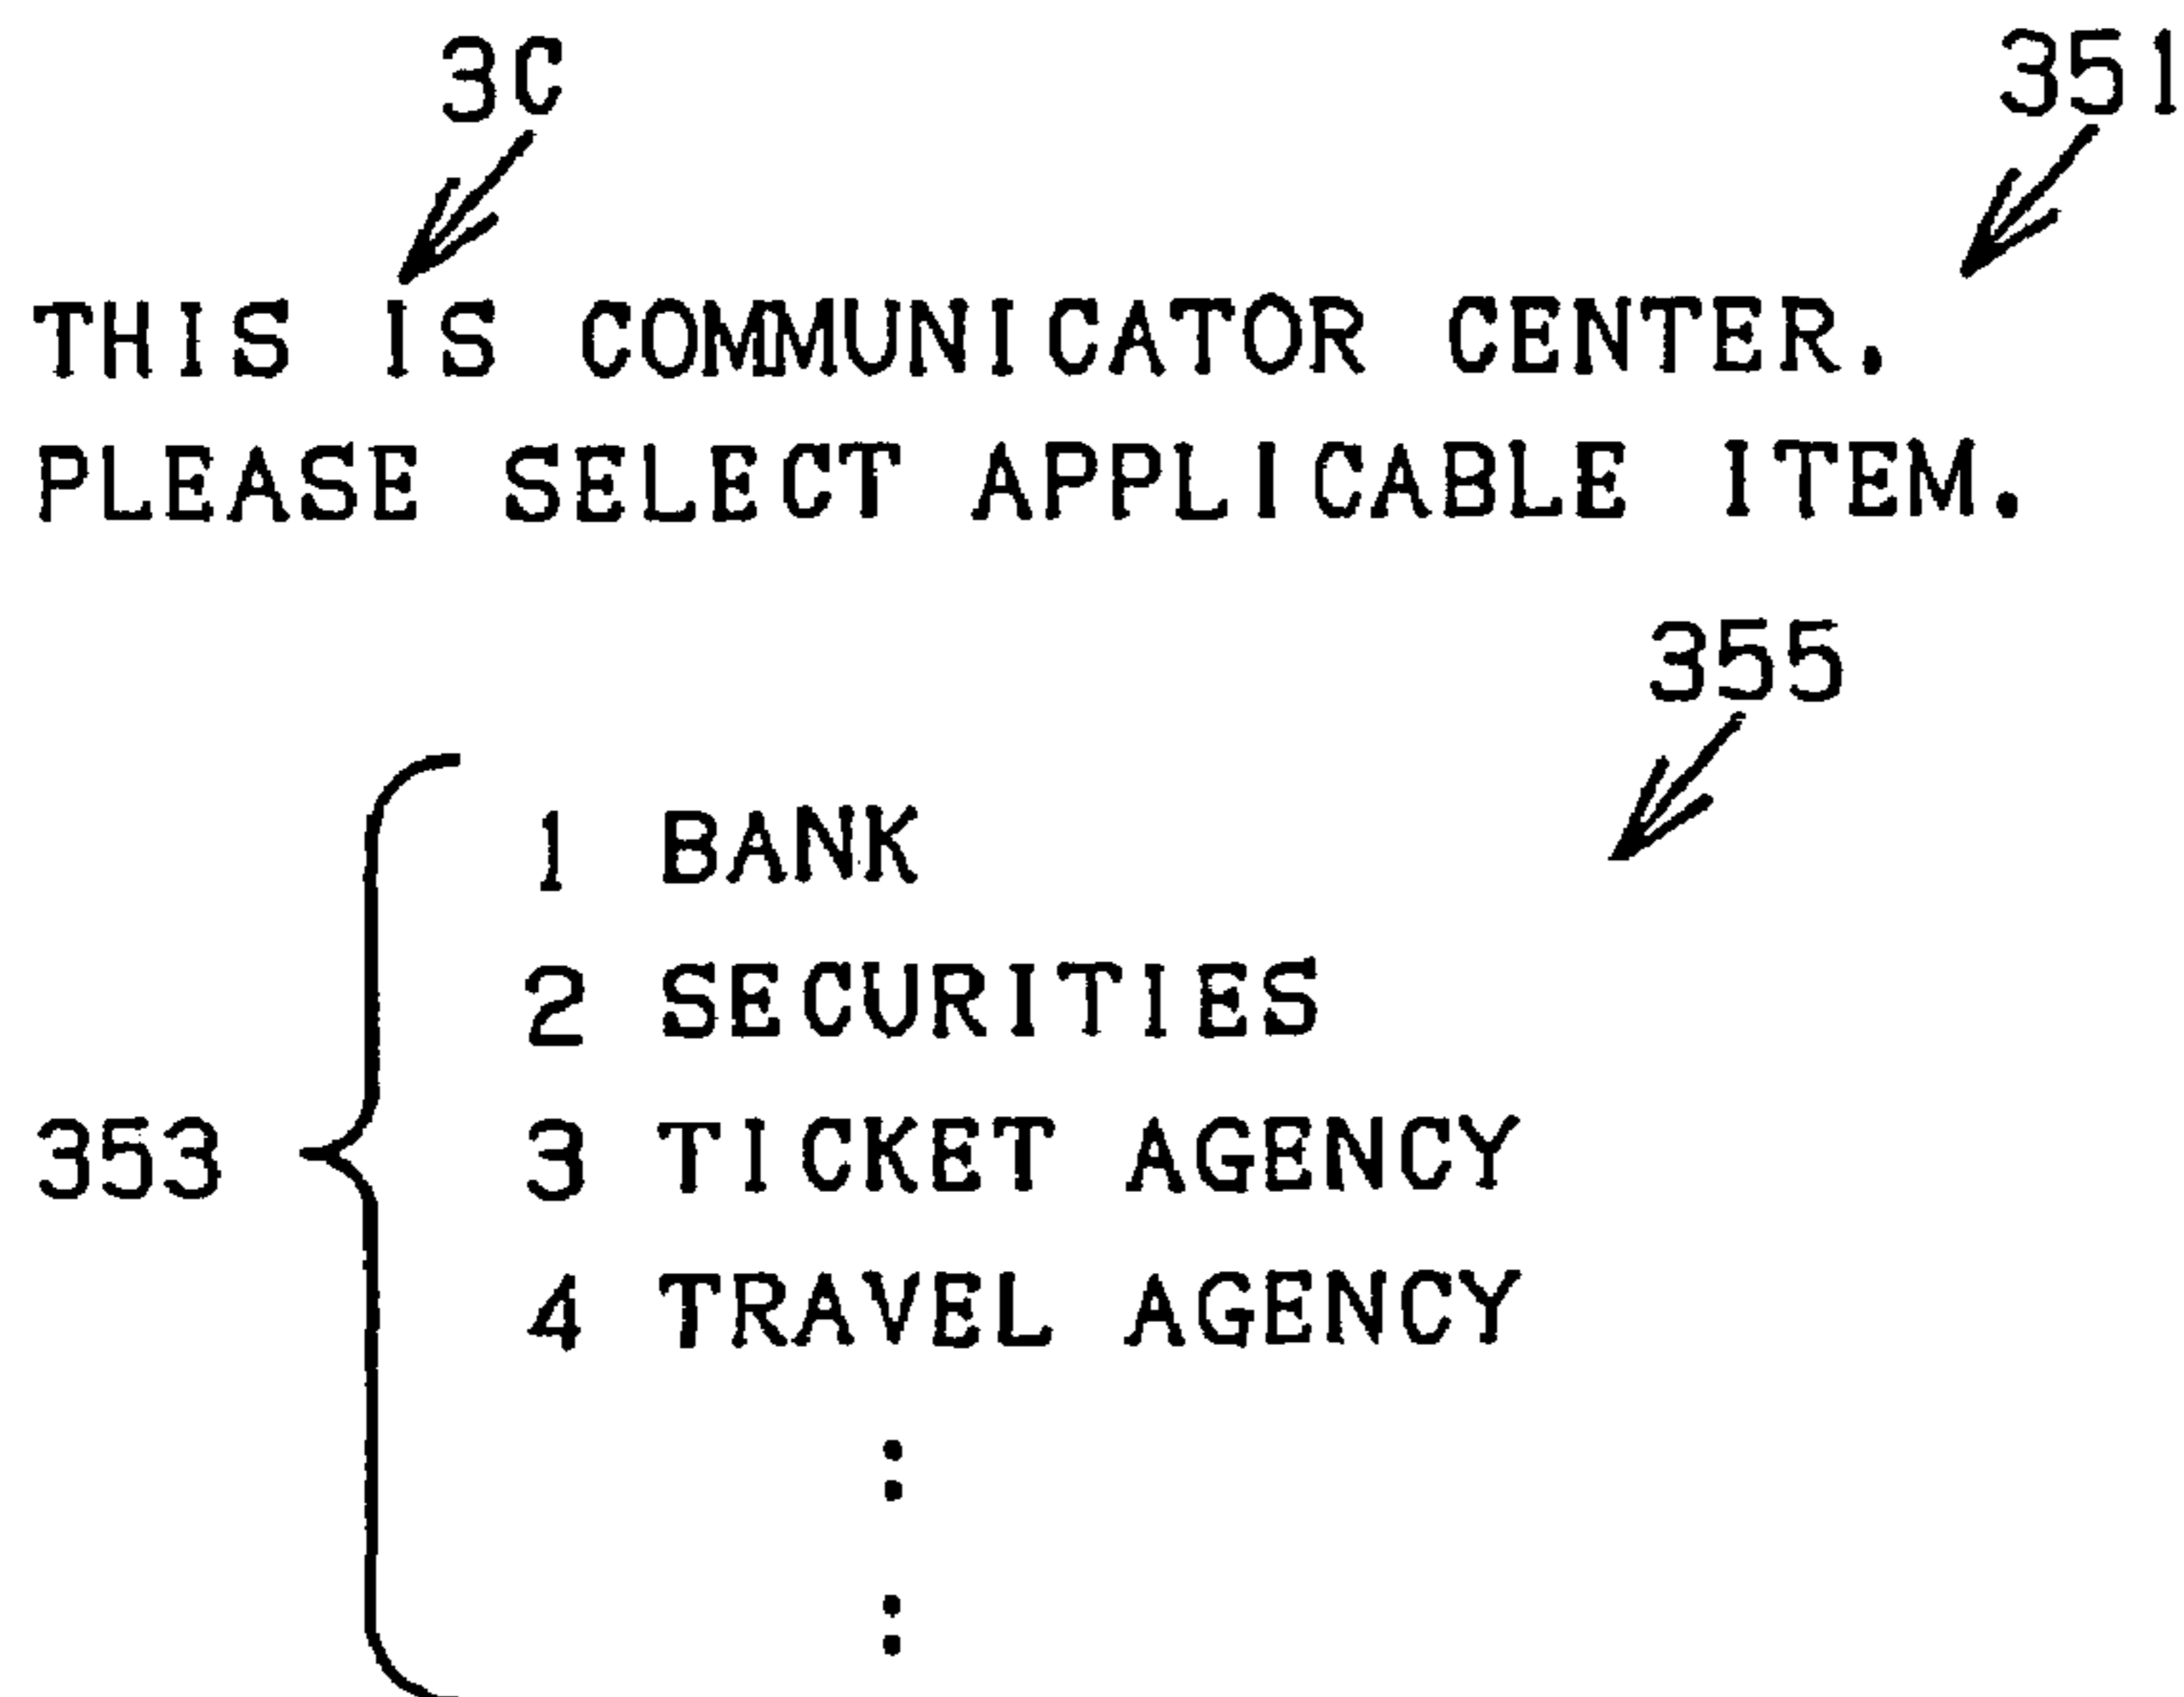 3C 351
THIS IS COMMUNICATOR CENTER.
PLEASE SELECT APPLICABLE ITEM.
355
1 BANK
2 SECURITIES
353 3 TICKET AGENCY
4 TRAVEL AGENCY
:
: